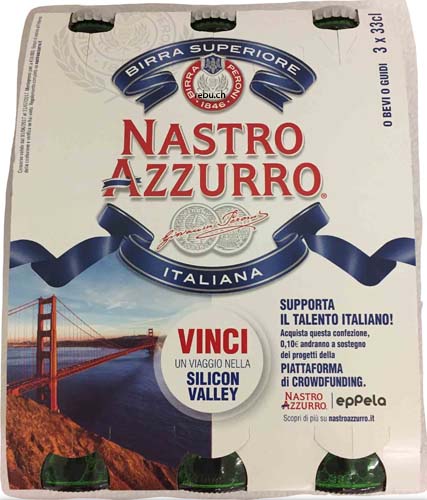 BIRRA SUPERIORE
BIRRA PERONI
ebu.ch
1846
NASTRO
AZZURRO®
Giovanni Peroni
ITALIANA
3 x 33cl
O BEVI O GUIDI
VINCI
UN VIAGGIO NELLA
SILICON
VALLEY
SUPPORTA
IL TALENTO ITALIANO!
Acquista questa confezione,
0,10€ andranno a sostegno
dei progetti della
PIATTAFORMA
di CROWDFUNDING.
NASTRO
AZZURRO. | eppela
Scopri di più su nastroazzurro.it